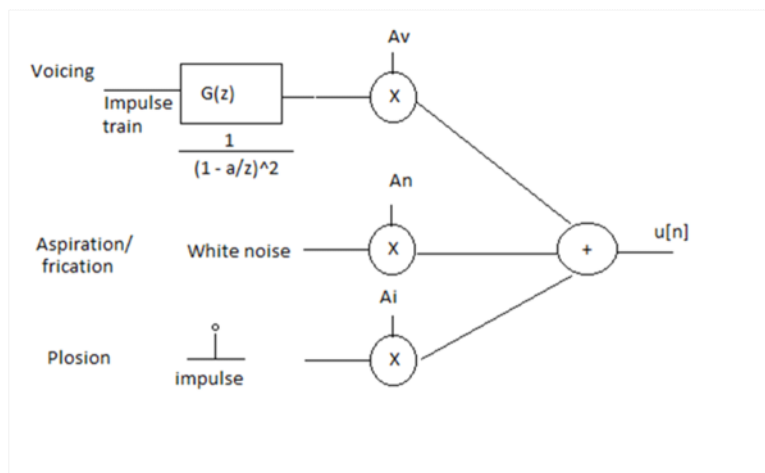 Av
Voicing
G(z)
X
Impulse
train
1
(1 - a/z)^2
An
Aspiration/
frication
White noise
X
+
u[n]
Ai
Plosion
X
impulse